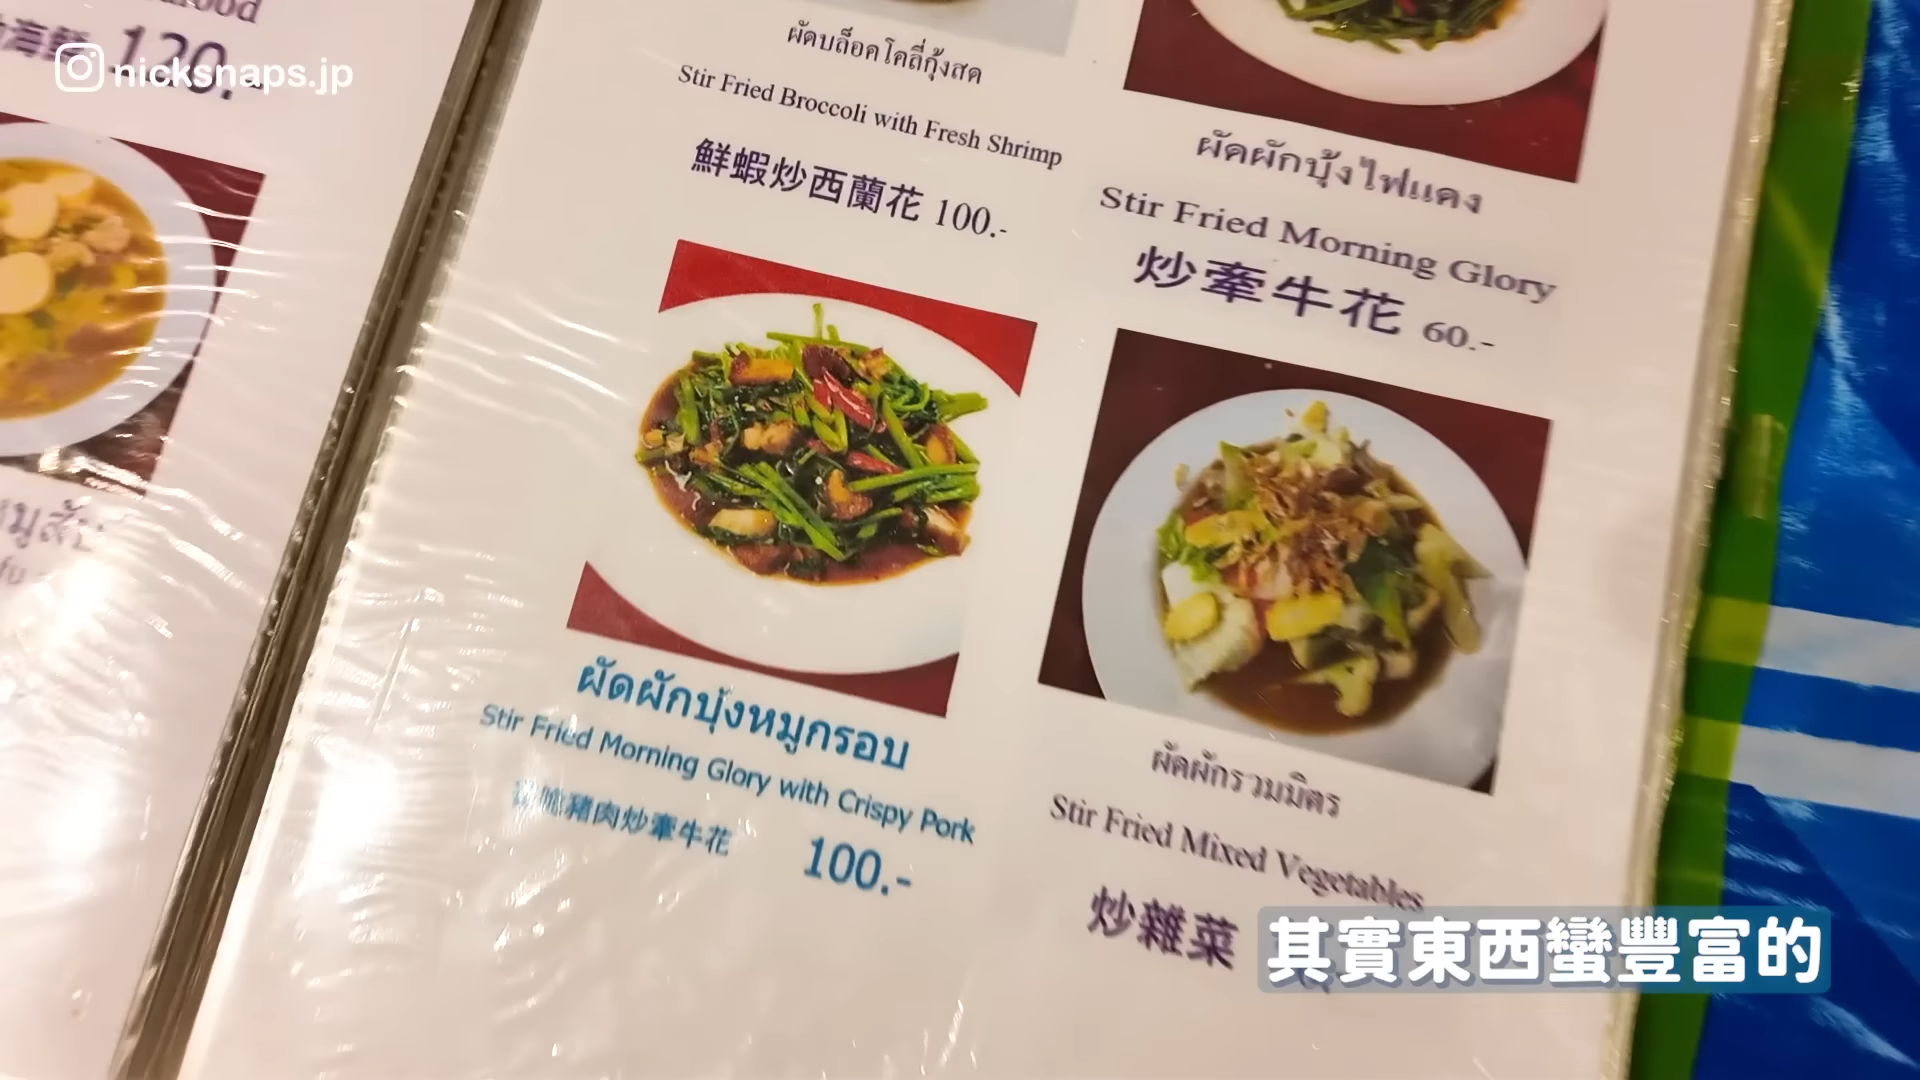 nicksnaps.jp
120.-
ผัดบล็อคโคลี่กุ้งสด
Stir Fried Broccoli with Fresh Shrimp
鮮蝦炒西蘭花 100.-
ผัดผักบุ้งไฟแดง
Stir Fried Morning Glory
炒牽牛花 60.-
ผัดผักบุ้งหมูกรอบ
Stir Fried Morning Glory with Crispy Pork
豬肉炒牽牛花 100.-
ผัดผักรวมมิตร
Stir Fried Mixed Vegetables
炒雜菜
其實東西蠻豐富的